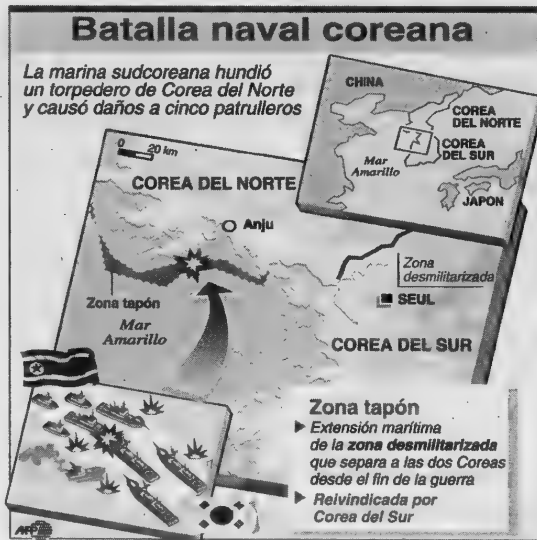 Batalla naval coreana
La marina sudcoreana hundió
un torpedero de Corea del Norte
y causó daños a cinco patrulleros
CHINA
COREA
DEL NORTE
COREA
DEL SUR
Mar
Amarillo
JAPON
0 20 km
COREA DEL NORTE
Anju
Zona
desmilitarizada
Zona tapón
Mar
Amarillo
SEUL
COREA DEL SUR
Zona tapón
▶ Extensión marítima
de la zona desmilitarizada
que separa a las dos Coreas
desde el fin de la guerra
▶ Reivindicada por
Corea del Sur
AFP